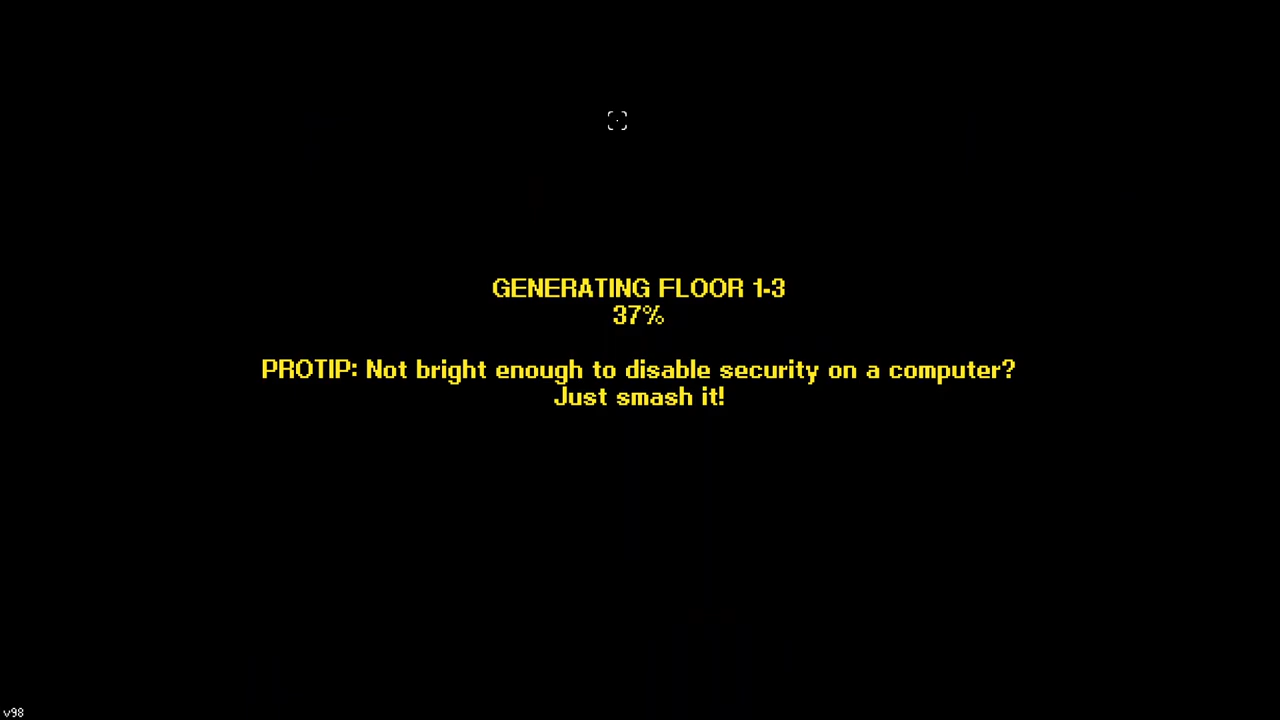 GENERATING FLOOR 1-3
37%
PROTIP: Not bright enough to disable security on a computer?
Just smash it!
v98